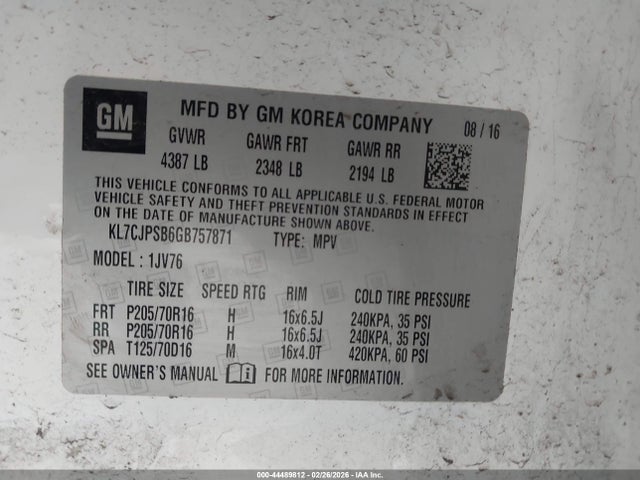 GM
MFD BY GM KOREA COMPANY 08 / 16
GVWR GAWR FRT GAWR RR
4387 LB 2348 LB 2194 LB
THIS VEHICLE CONFORMS TO ALL APPLICABLE U.S. FEDERAL MOTOR
VEHICLE SAFETY AND THEFT PREVENTION STANDARDS IN EFFECT
ON THE DATE OF MANUFACTURE SHOWN ABOVE.
KL7CJPSB6GB757871 TYPE: MPV
MODEL : 1JV76
TIRE SIZE SPEED RTG RIM COLD TIRE PRESSURE
FRT P205/70R16 H 16x6.5J 240KPA, 35 PSI
RR P205/70R16 H 16x6.5J 240KPA, 35 PSI
SPA T125/70D16 M 16x4.0T 420KPA, 60 PSI
SEE OWNER'S MANUAL FOR MORE INFORMATION.
000-44489812 - 02/26/2026 - IAA Inc.